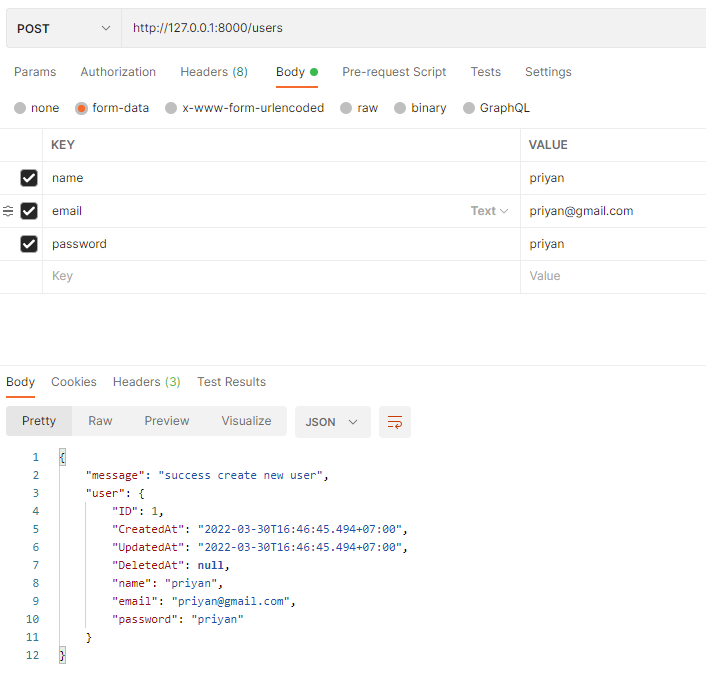 POST http://127.0.0.1:8000/users
Params Authorization Headers (8) Body Pre-request Script Tests Settings
none form-data x-www-form-urlencoded raw binary GraphQL
KEY VALUE
name priyan
email Text priyan@gmail.com
password priyan
Key Value
Body Cookies Headers (3) Test Results
Pretty Raw Preview Visualize JSON
1 {
2 "message": "success create new user",
3 "user": {
4 "ID": 1,
5 "CreatedAt": "2022-03-30T16:46:45.494+07:00",
6 "UpdatedAt": "2022-03-30T16:46:45.494+07:00",
7 "DeletedAt": null,
8 "name": "priyan",
9 "email": "priyan@gmail.com",
10 "password": "priyan"
11 }
12 }